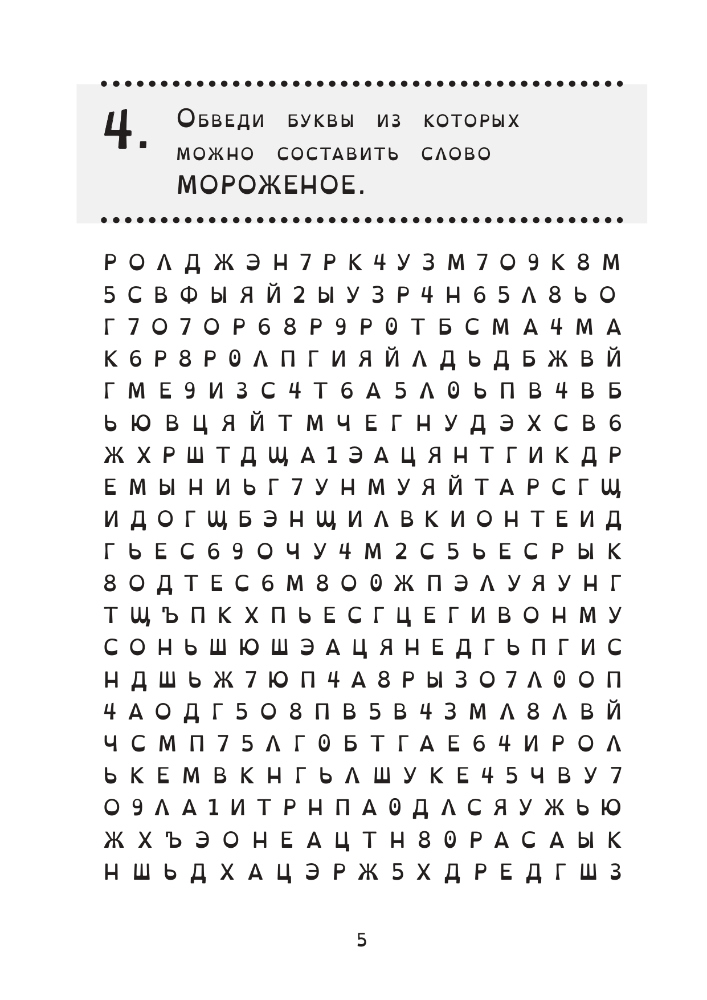 4.
Обведи буквы из которых
можно составить слово
МОРОЖЕНОЕ.
Р О Л Д Ж Э Н 7 Р К 4 У 3 М 7 О 9 К 8 М
5 С В Ф Ы Я Й 2 Ы У 3 Р 4 Н 6 5 Л 8 Ь О
Г 7 О 7 О Р 6 8 Р 9 Р 0 Т Б С М А 4 М А
К 6 Р 8 Р 0 Л П Г И Я Й Л Д Ь Д Б Ж В Й
Г М Е 9 И 3 С 4 Т 6 А 5 Л 0 Ь П В 4 В Б
Ь Ю В Ц Я Й Т М Ч Е Г Н У Д Э Х С В 6
Ж Х Р Ш Т Д Щ А 1 Э А Ц Я Н Т Г И К Д Р
Е М Ы Н И Ь Г 7 У Н М У Я Й Т А Р С Г Щ
И Д О Г Щ Б Э Н Щ И Л В К И О Н Т Е И Д
Г Ь Е С 6 9 О Ч У 4 М 2 С 5 Ь Е С Р Ы К
8 О Д Т Е С 6 М 8 О 0 Ж П Э Л У Я У Н Г
Т Щ Ъ П К Х П Ь Е С Г Ц Е Г И В О Н М У
С О Н Ь Ш Ю Ш Э А Ц Я Н Е Д Г Ь П Г И С
Н Д Ш Ь Ж 7 Ю П 4 А 8 Р Ы 3 О 7 Л 0 О П
4 А О Д Г 5 О 8 П В 5 В 4 3 М Л 8 Л В Й
Ч С М П 7 5 Л Г 0 Б Т Г А Е 6 4 И Р О Л
Ь К Е М В К Н Г Ь Л Ш У К Е 4 5 Ч В У 7
О 9 Л А 1 И Т Р Н П А 0 Д Л С Я У Ж Ь Ю
Ж Х Ъ Э О Н Е А Ц Т Н 8 0 Р А С А Ы К
Н Ш Ь Д Х А Ц Э Р Ж 5 Х Д Р Е Д Г Ш 3
5